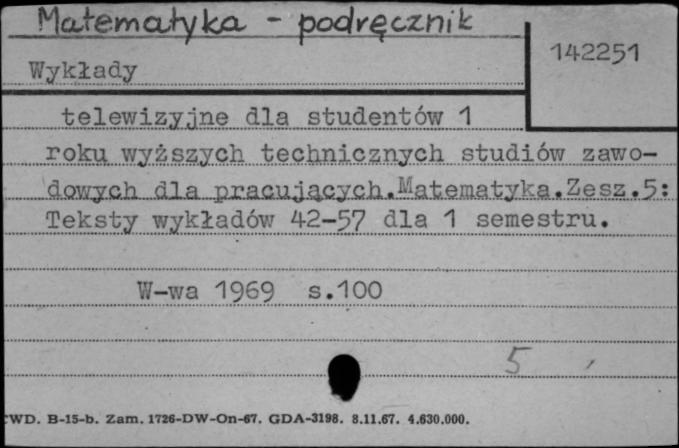 Matematyka - podręcznik
142251
Wykłady
telewizyjne dla studentów 1
roku wyższych technicznych studiów zawo-
dowych dla pracujących.Matematyka.Zesz.5:
Teksty wykładów 42-57 dla 1 semestru.
W-wa 1969 s.100
5
CWD. B-15-b. Zam. 1726-DW-On-67. GDA-3198. 8.11.67. 4.630.000.